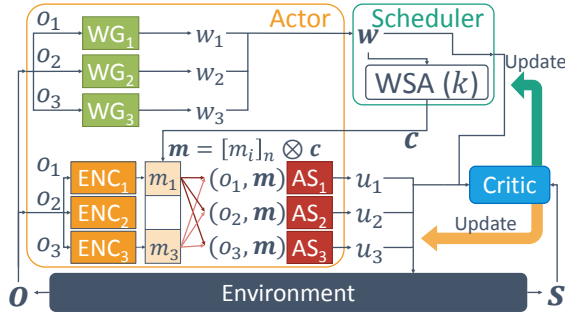 Actor
Scheduler
o₁ WG₁ w₁ w
o₂ WG₂ w₂ Update
o₃ WG₃ w₃ WSA (k)
m = [mᵢ]ₙ ⊗ c c
o₁ ENC₁ m₁ (o₁, m) AS₁ u₁ Critic
o₂ ENC₂ (o₂, m) AS₂ u₂ Update
o₃ ENC₃ m₃ (o₃, m) AS₃ u₃
o Environment s